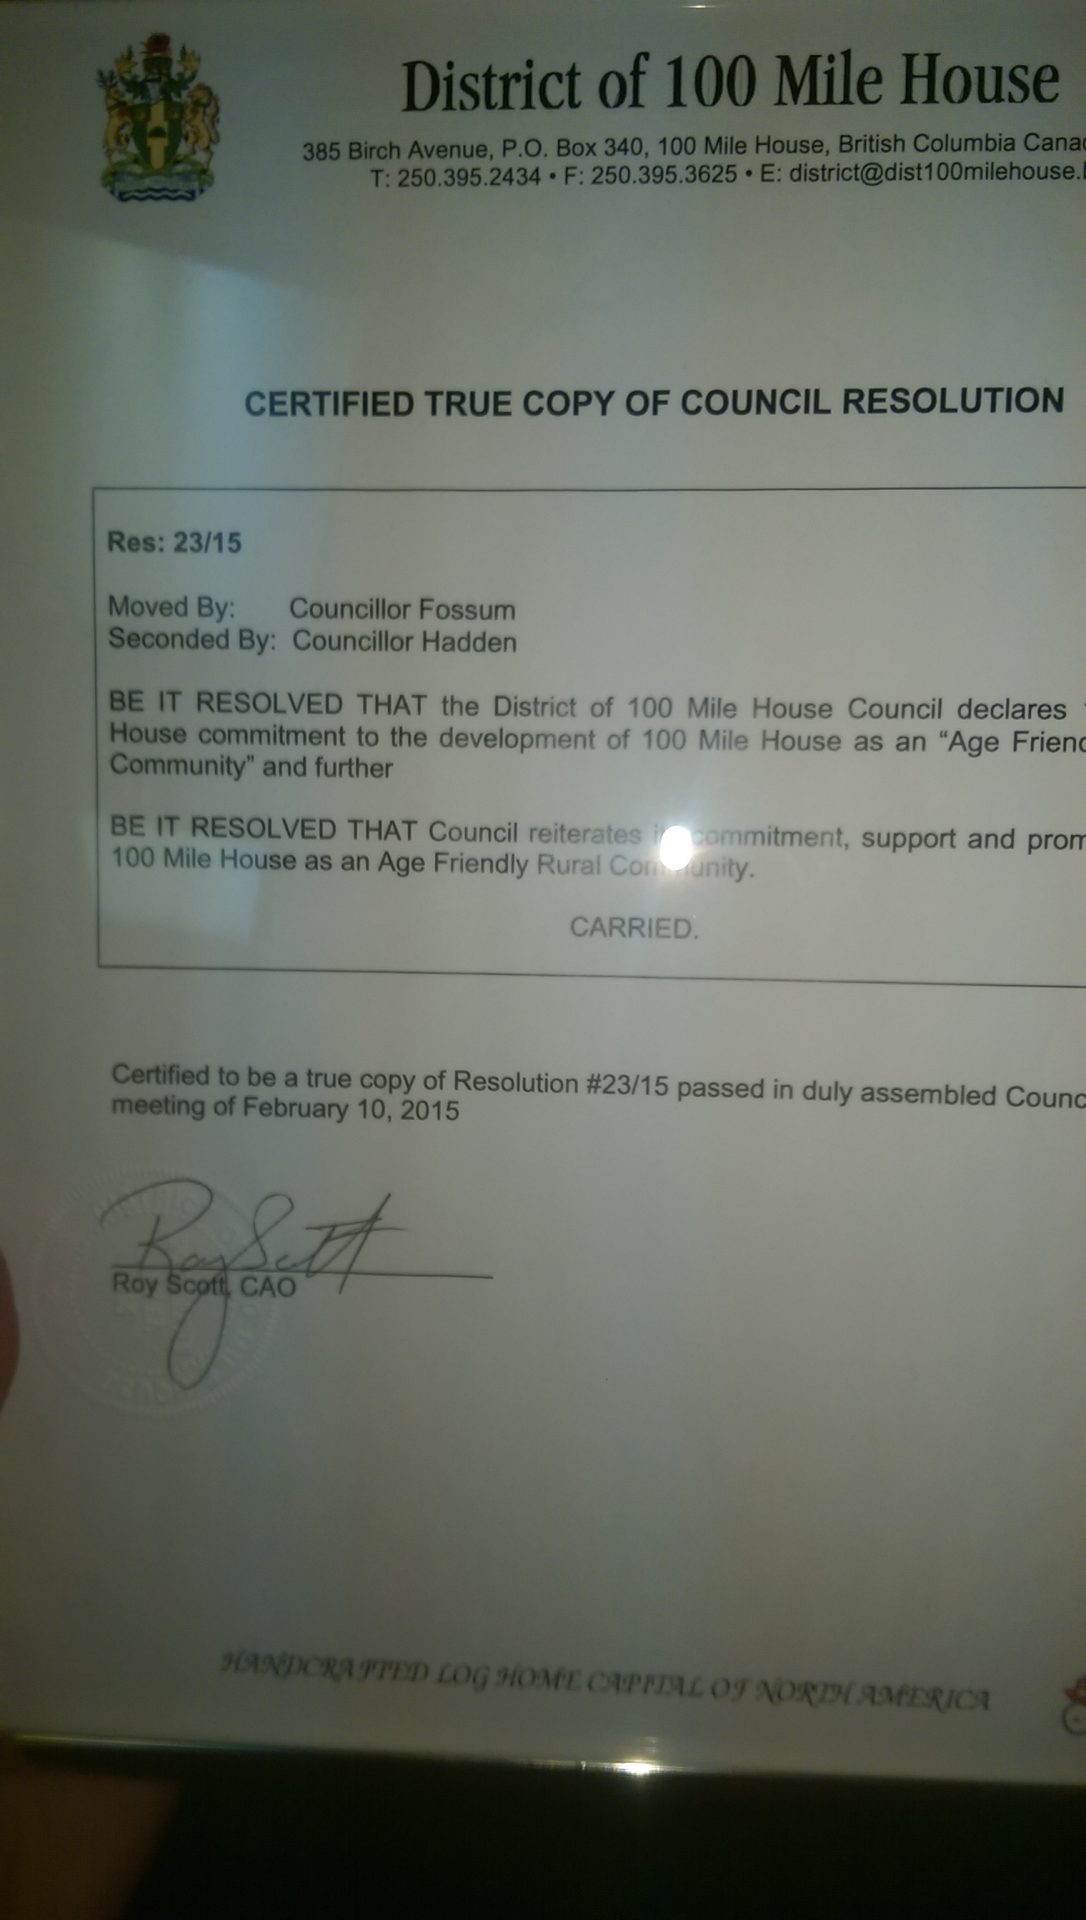 District of 100 Mile House
385 Birch Avenue, P.O. Box 340, 100 Mile House, British Columbia
T: 250.395.2434 • F: 250.395.3625 • E: district@dist100milehouse.
CERTIFIED TRUE COPY OF COUNCIL RESOLUTION
Res: 23/15
Moved By: Councillor Fossum
Seconded By: Councillor Hadden
BE IT RESOLVED THAT the District of 100 Mile House Council declares
House commitment to the development of 100 Mile House as an “Age
Community” and further
BE IT RESOLVED THAT Council reiterates commitment, support and
100 Mile House as an Age Friendly Rural Community.
CARRIED.
Certified to be a true copy of Resolution #23/15 passed in duly assembled
meeting of February 10, 2015
Roy Scott
Roy Scott, CAO
HANDCRAFTED LOG HOME CAPITAL OF NORTH AMERICA